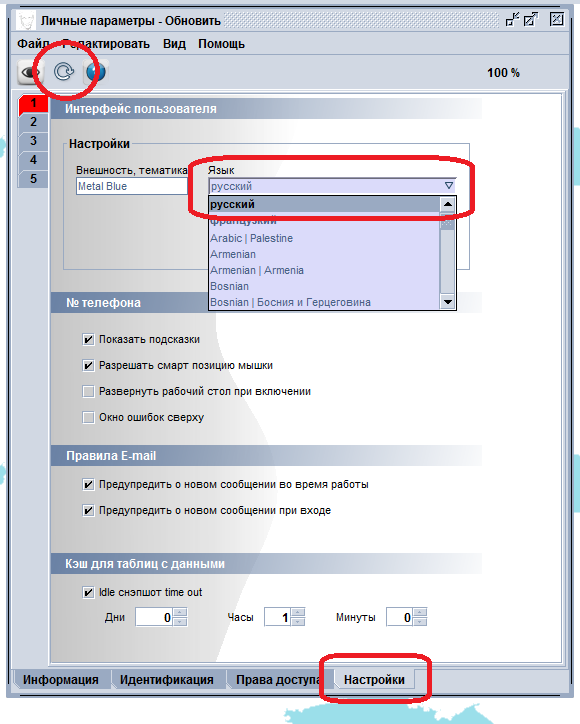 Личные параметры - Обновить
Файл Редактировать Вид Помощь
100 %
1
Интерфейс пользователя
2
3
Настройки
4
Внешность, тематика Язык
5
Metal Blue русский
русский
французкий
Arabic | Palestine
Armenian
Armenian | Armenia
Bosnian
Bosnian | Босния и Герцеговина
№ телефона
Показать подсказки
Разрешать смарт позицию мышки
Развернуть рабочий стол при включении
Окно ошибок сверху
Правила E-mail
Предупредить о новом сообщении во время работы
Предупредить о новом сообщении при входе
Кэш для таблиц с данными
Idle снэпшот time out
Дни 0 Часы 1 Минуты 0
Информация Идентификация Права доступа Настройки